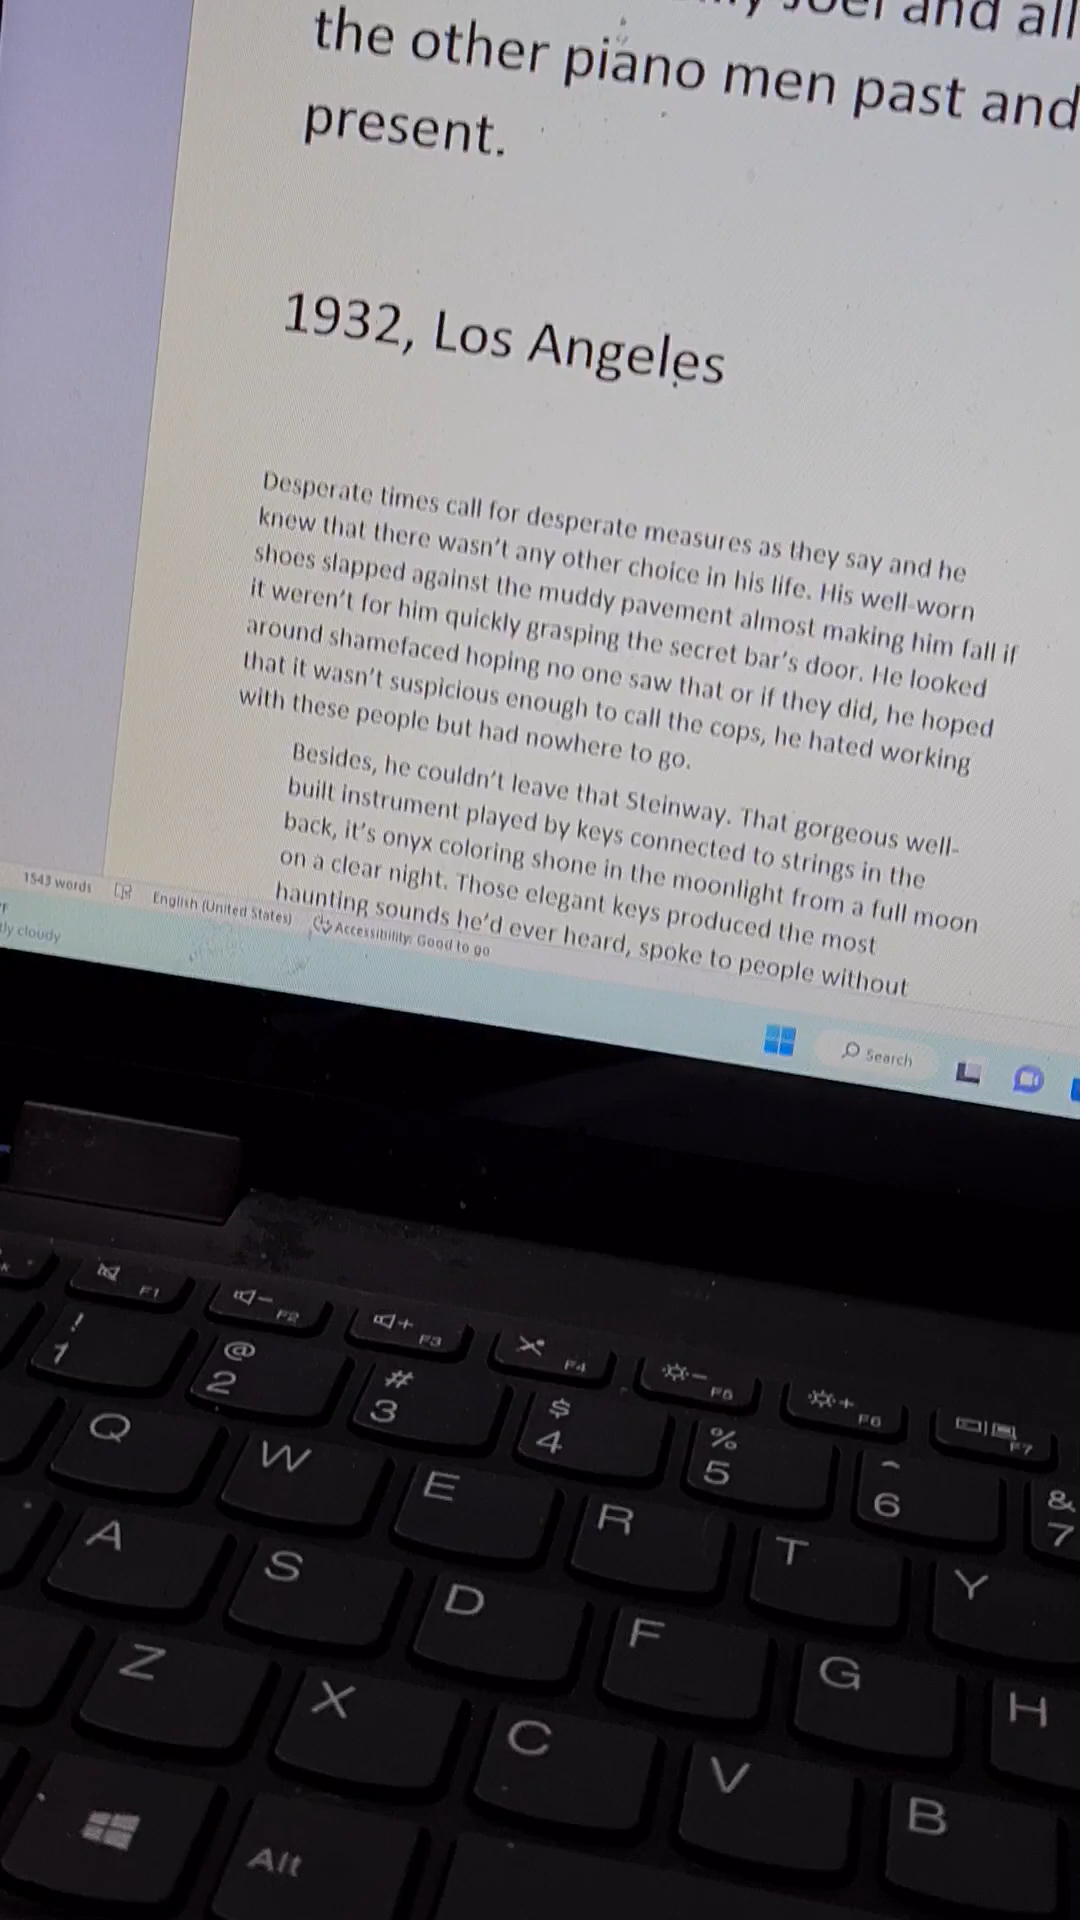 Joel and all
the other piano men past and
present.
1932, Los Angeles
Desperate times call for desperate measures as they say and he
knew that there wasn't any other choice in his life. His well-worn
shoes slapped against the muddy pavement almost making him fall if
it weren't for him quickly grasping the secret bar's door. He looked
around shamefaced hoping no one saw that or if they did, he hoped
that it wasn't suspicious enough to call the cops, he hated working
with these people but had nowhere to go.
Besides, he couldn't leave that Steinway. That gorgeous well-
built instrument played by keys connected to strings in the
back, it's onyx coloring shone in the moonlight from a full moon
on a clear night. Those elegant keys produced the most
haunting sounds he'd ever heard, spoke to people without
1543 words English (United States) Accessibility: Good to go
cloudy
Search
F1 F2 F3 F4 F5 F6 F7
! 1 @ 2 # 3 $ 4 % 5 ^ 6 & 7
Q W E R T Y
A S D F G H
Z X C V B
Alt